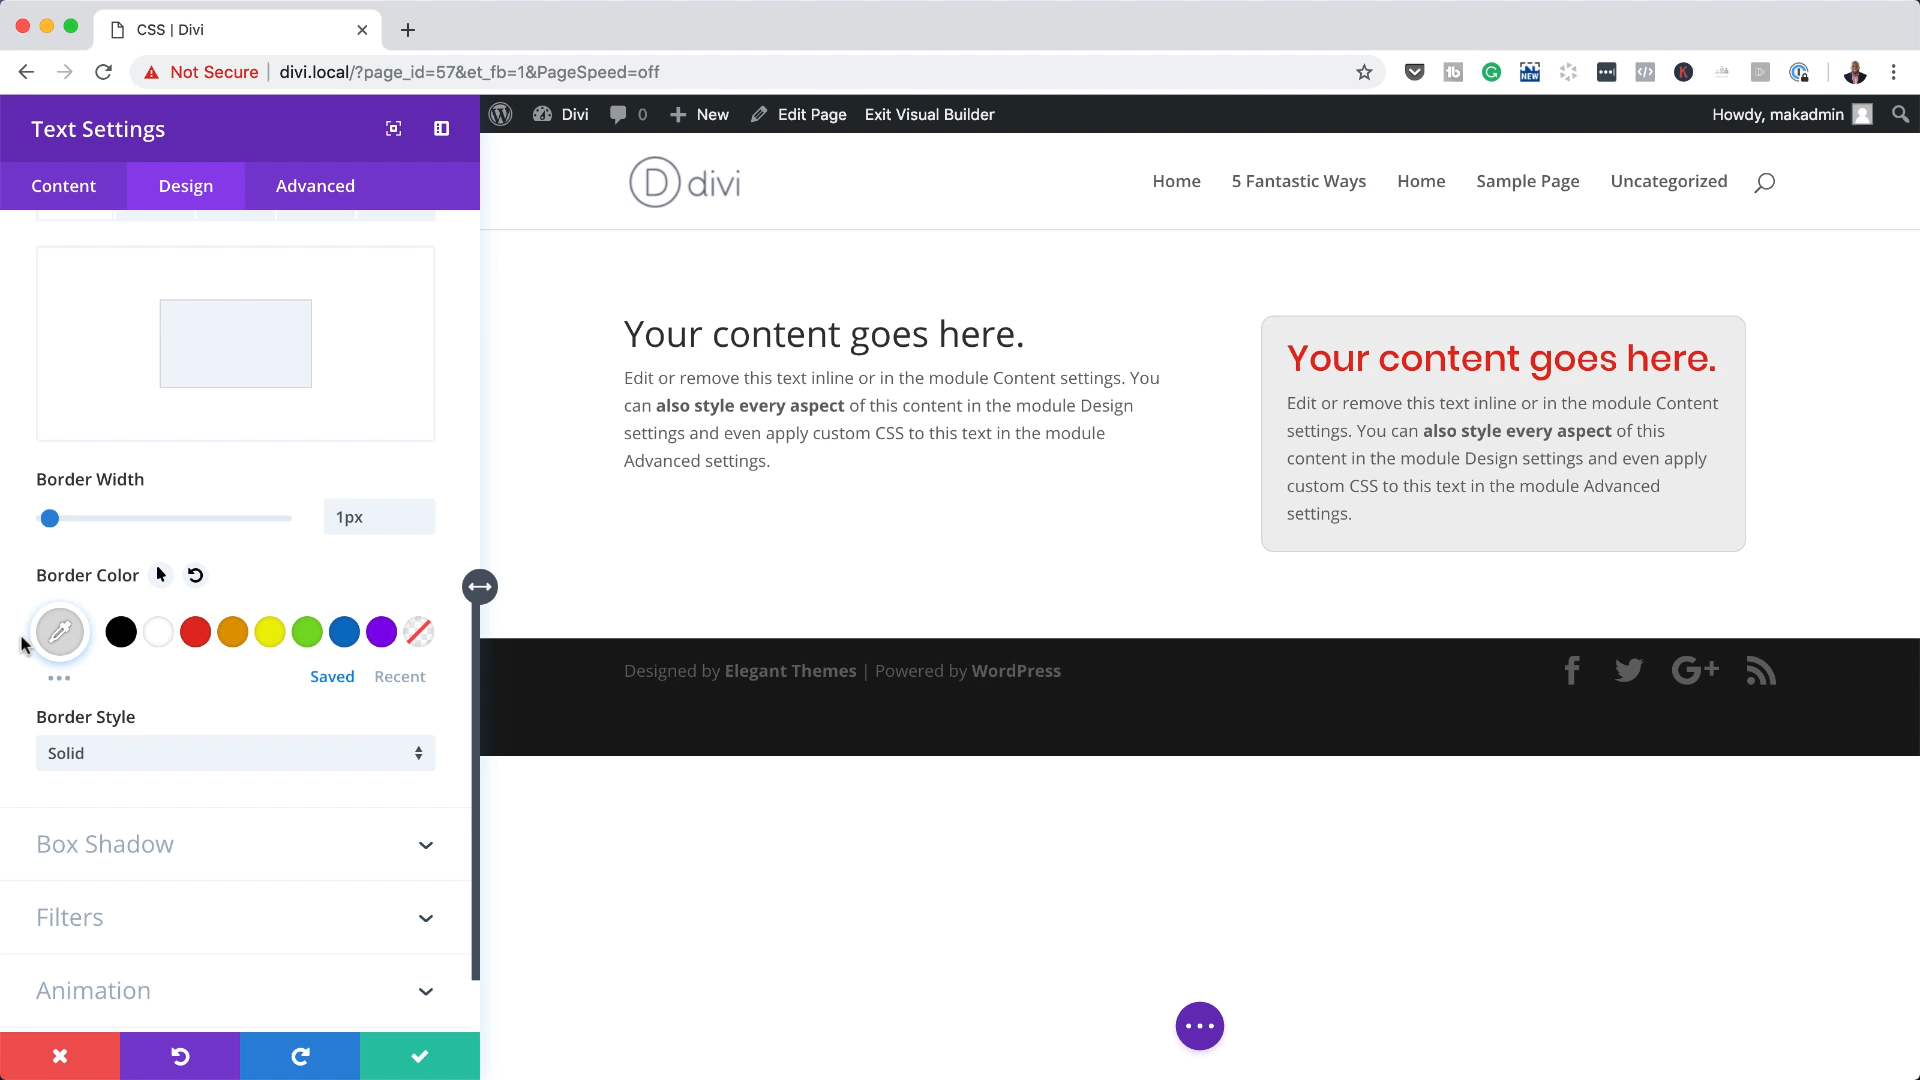 CSS | Divi
Not Secure
divi.local/?page_id=57&et_fb=1&PageSpeed=off
Text Settings
Divi
0
New
Edit Page
Exit Visual Builder
Howdy, makadmin
Content
Design
Advanced
D divi
Home
5 Fantastic Ways
Home
Sample Page
Uncategorized
Border Width
1px
Border Color
Saved
Recent
Border Style
Solid
Box Shadow
Filters
Animation
Your content goes here.
Edit or remove this text inline or in the module Content settings. You
can also style every aspect of this content in the module Design
settings and even apply custom CSS to this text in the module
Advanced settings.
Your content goes here.
Edit or remove this text inline or in the module Content
settings. You can also style every aspect of this
content in the module Design settings and even apply
custom CSS to this text in the module Advanced
settings.
Designed by Elegant Themes | Powered by WordPress